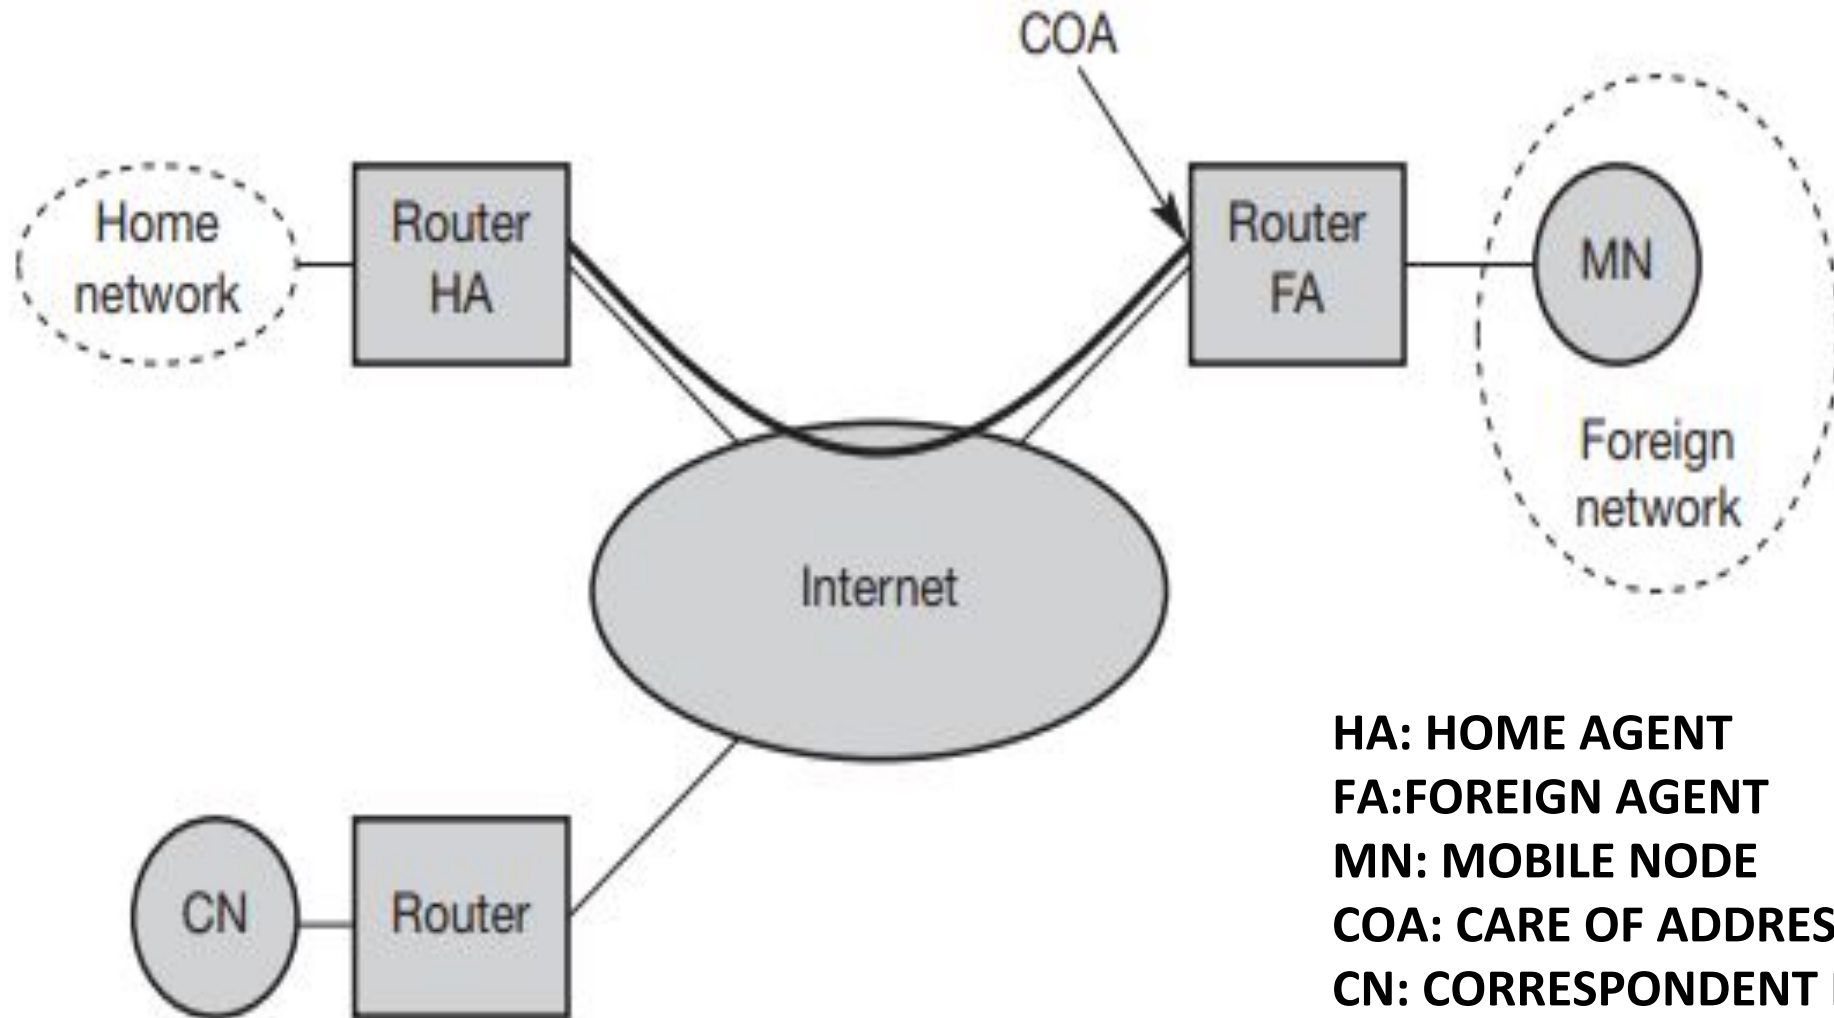 COA
Home
network
Router
HA
Router
FA
MN
Foreign
network
Internet
CN
Router
HA: HOME AGENT
FA:FOREIGN AGENT
MN: MOBILE NODE
COA: CARE OF ADDRES
CN: CORRESPONDENT